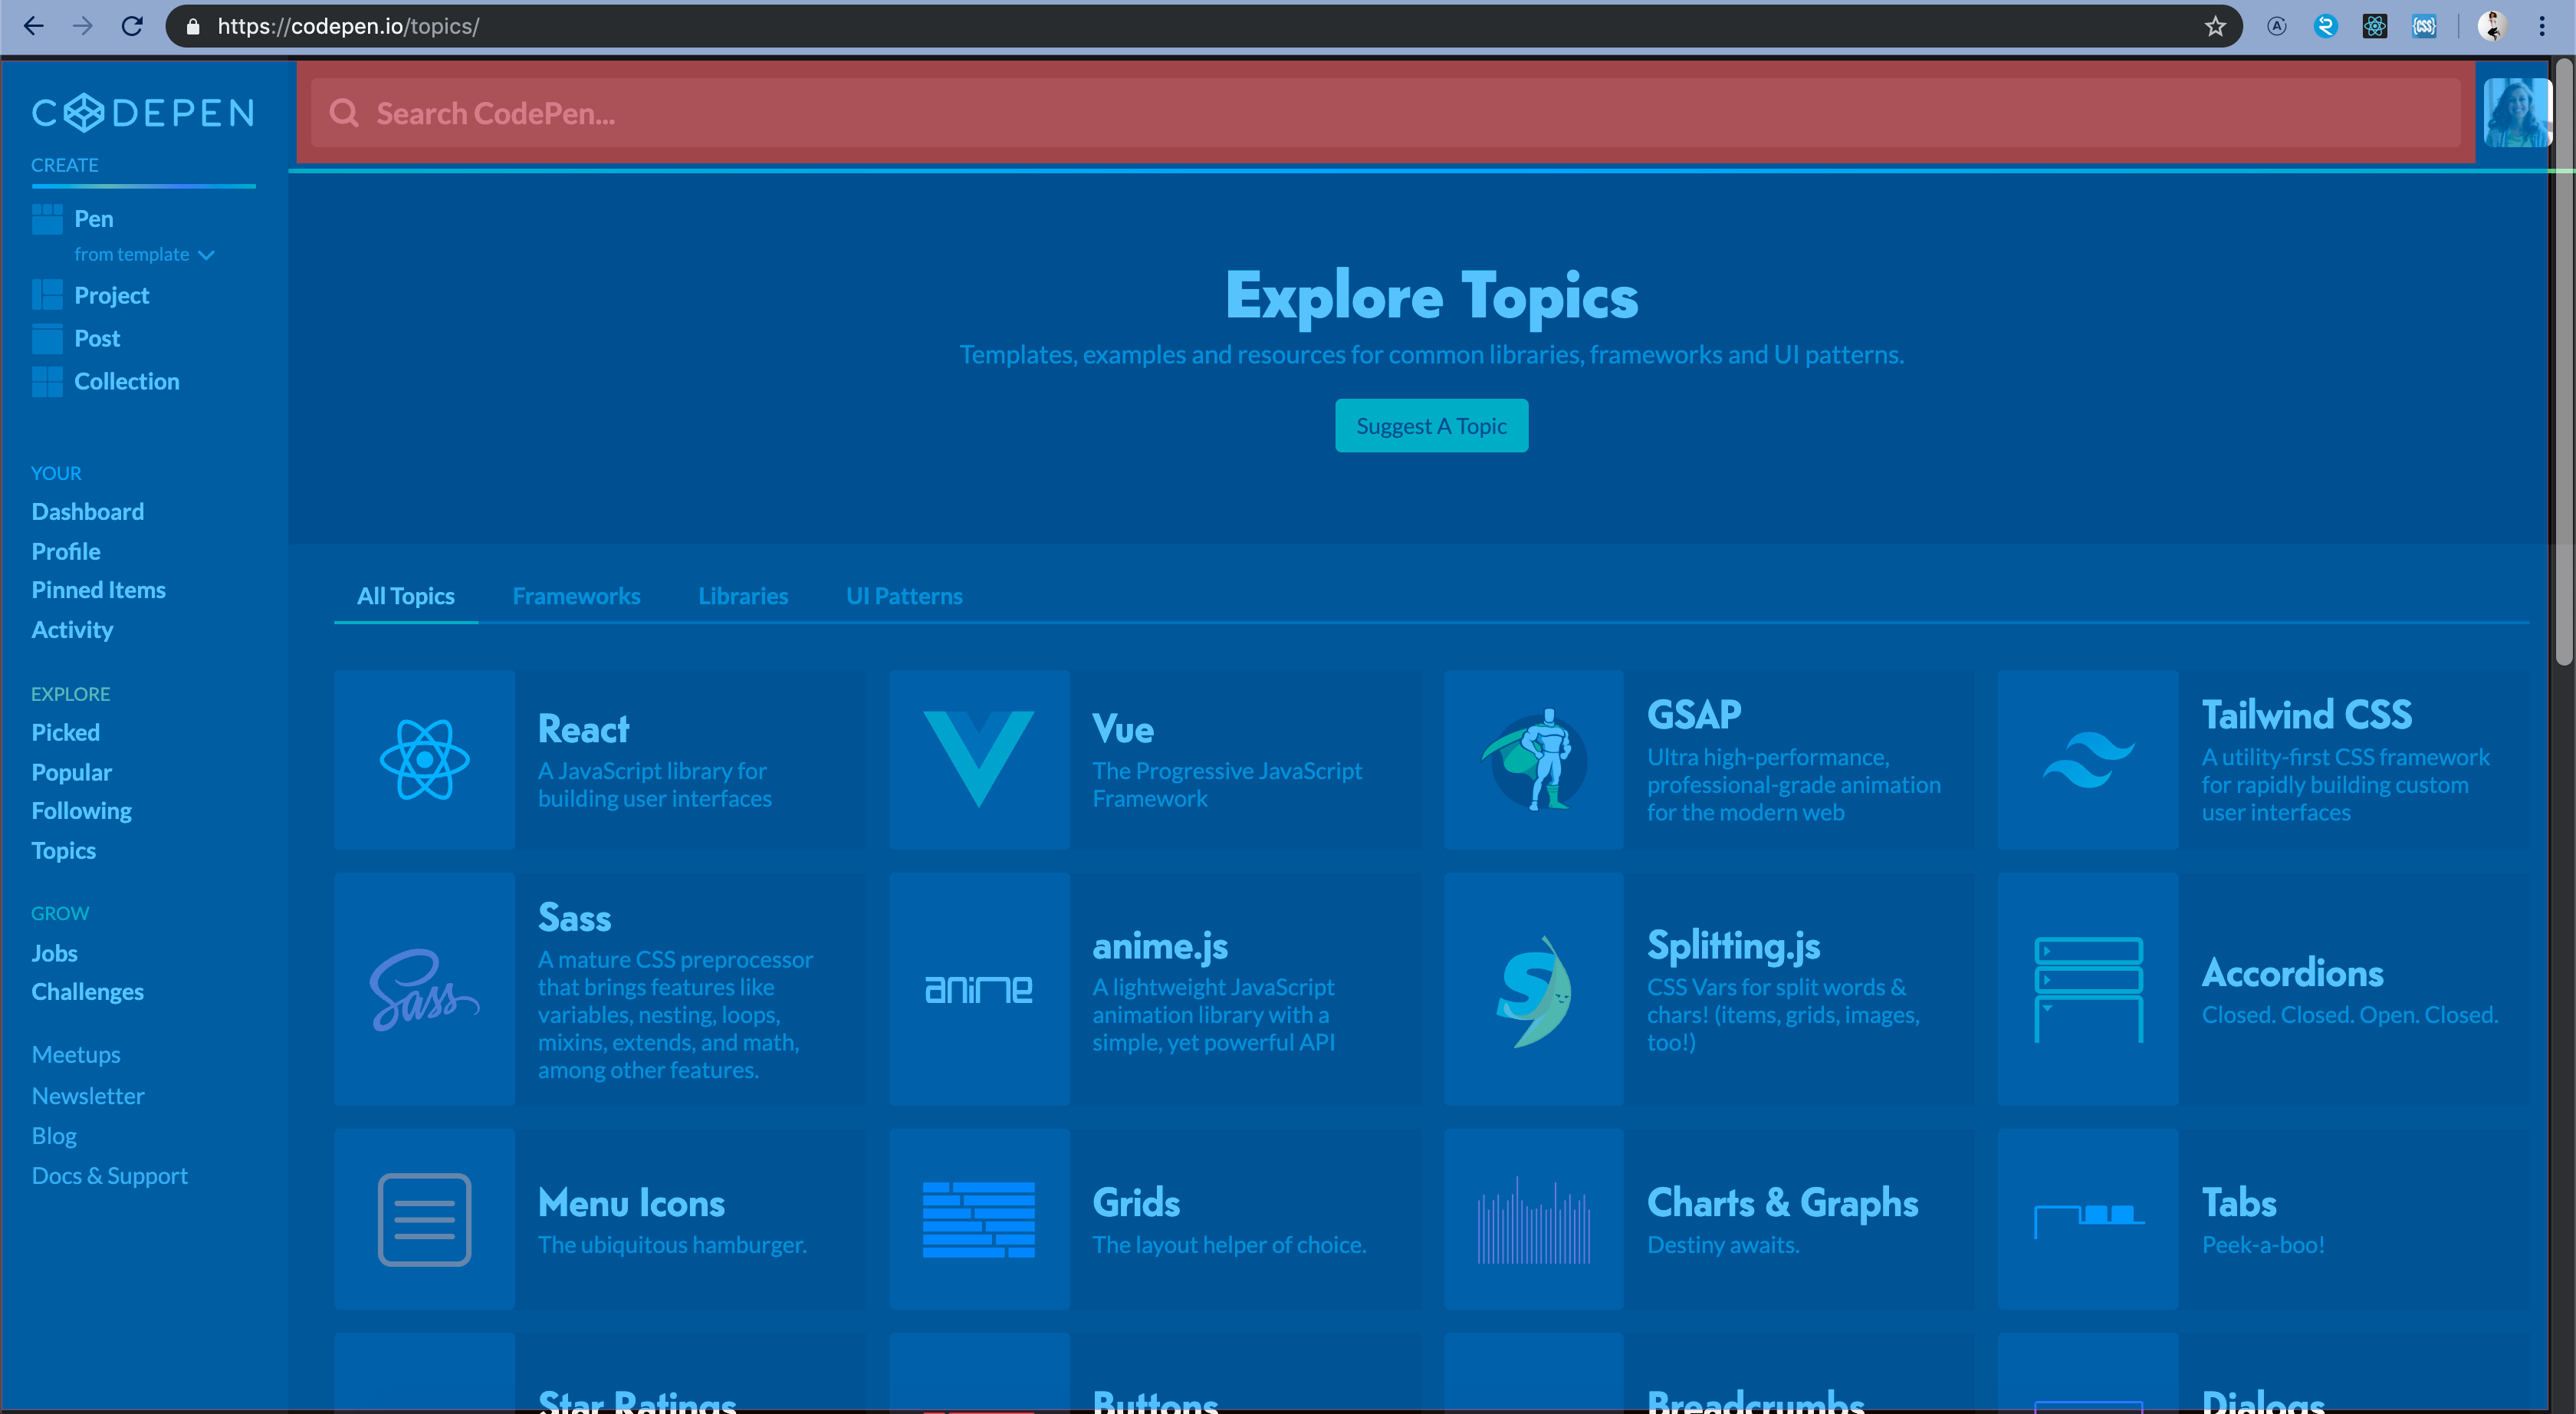 https://codepen.io/topics/
CODEPEN
Search CodePen...
CREATE
Pen
from template
Project
Post
Collection
YOUR
Dashboard
Profile
Pinned Items
Activity
EXPLORE
Picked
Popular
Following
Topics
GROW
Jobs
Challenges
Meetups
Newsletter
Blog
Docs & Support
Explore Topics
Templates, examples and resources for common libraries, frameworks and UI patterns.
Suggest A Topic
All Topics Frameworks Libraries UI Patterns
React
A JavaScript library for
building user interfaces
Vue
The Progressive JavaScript
Framework
GSAP
Ultra high-performance,
professional-grade animation
for the modern web
Tailwind CSS
A utility-first CSS framework
for rapidly building custom
user interfaces
Sass
Sass
A mature CSS preprocessor
that brings features like
variables, nesting, loops,
mixins, extends, and math,
among other features.
anime
anime.js
A lightweight JavaScript
animation library with a
simple, yet powerful API
Splitting.js
CSS Vars for split words &
chars! (items, grids, images,
too!)
Accordions
Closed. Closed. Open. Closed.
Menu Icons
The ubiquitous hamburger.
Grids
The layout helper of choice.
Charts & Graphs
Destiny awaits.
Tabs
Peek-a-boo!
Star Ratings
Buttons
Breadcrumbs
Dialogs